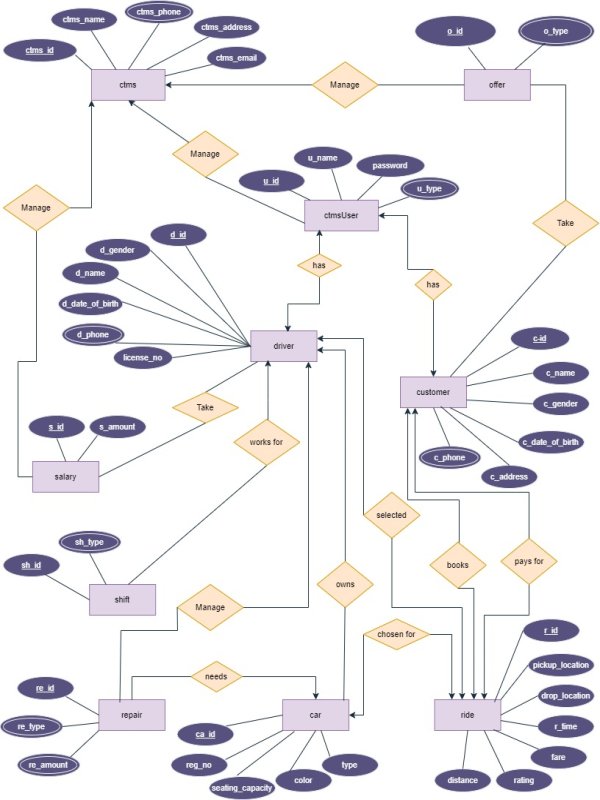 ctms_phone
ctms_name
ctms_address
ctms_id
ctms_email
o_id
o_type
ctms
Manage
offer
Manage
u_name
password
u_id
u_type
Manage
ctmsUser
Take
d_id
d_gender
d_name
has
has
d_date_of_birth
d_phone
license_no
driver
c-id
c_name
customer
c_gender
Take
s_id
s_amount
works for
c_date_of_birth
c_phone
c_address
salary
selected
sh_type
sh_id
books
pays for
owns
shift
Manage
chosen for
r_id
pickup_location
needs
re_id
drop_location
repair
car
ride
re_type
ca_id
r_time
reg_no
type
fare
re_amount
color
distance
rating
seating_capacity